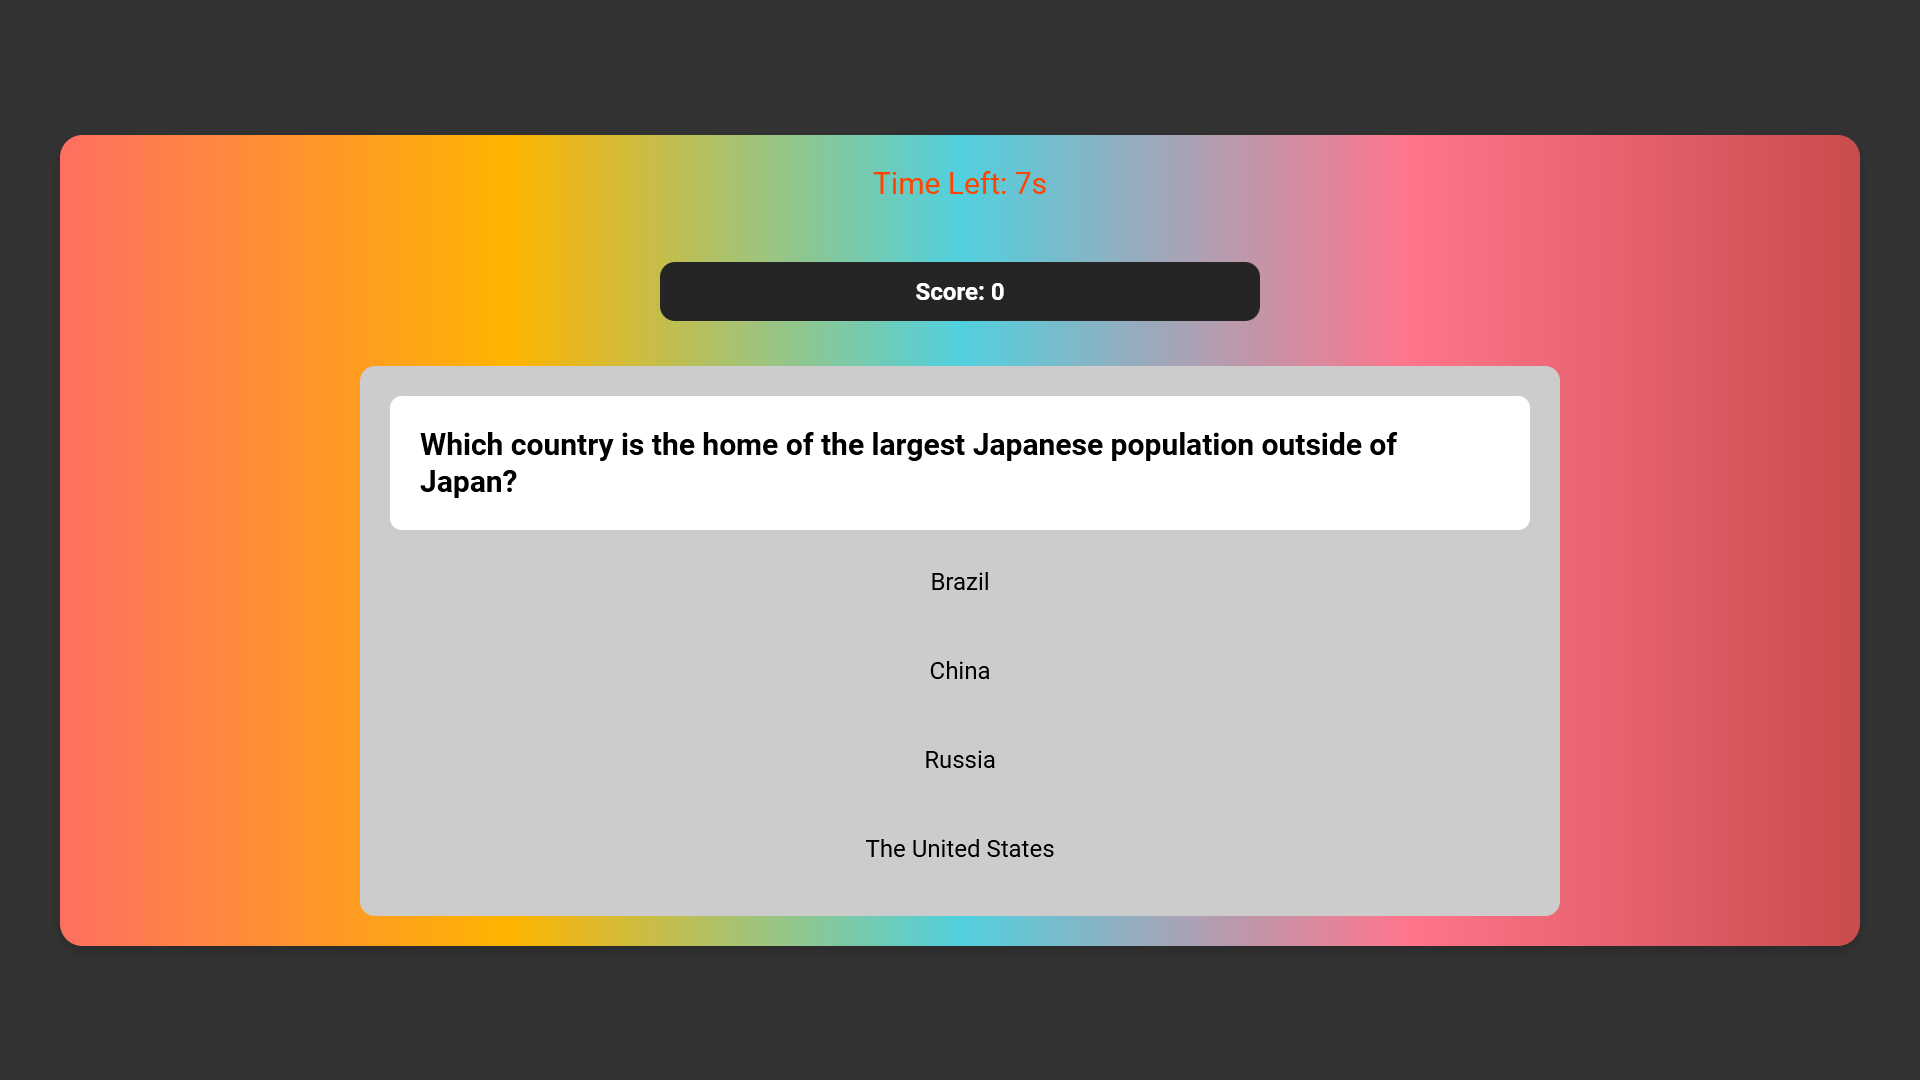 Time Left: 7s
Score: 0
Which country is the home of the largest Japanese population outside of
Japan?
Brazil
China
Russia
The United States